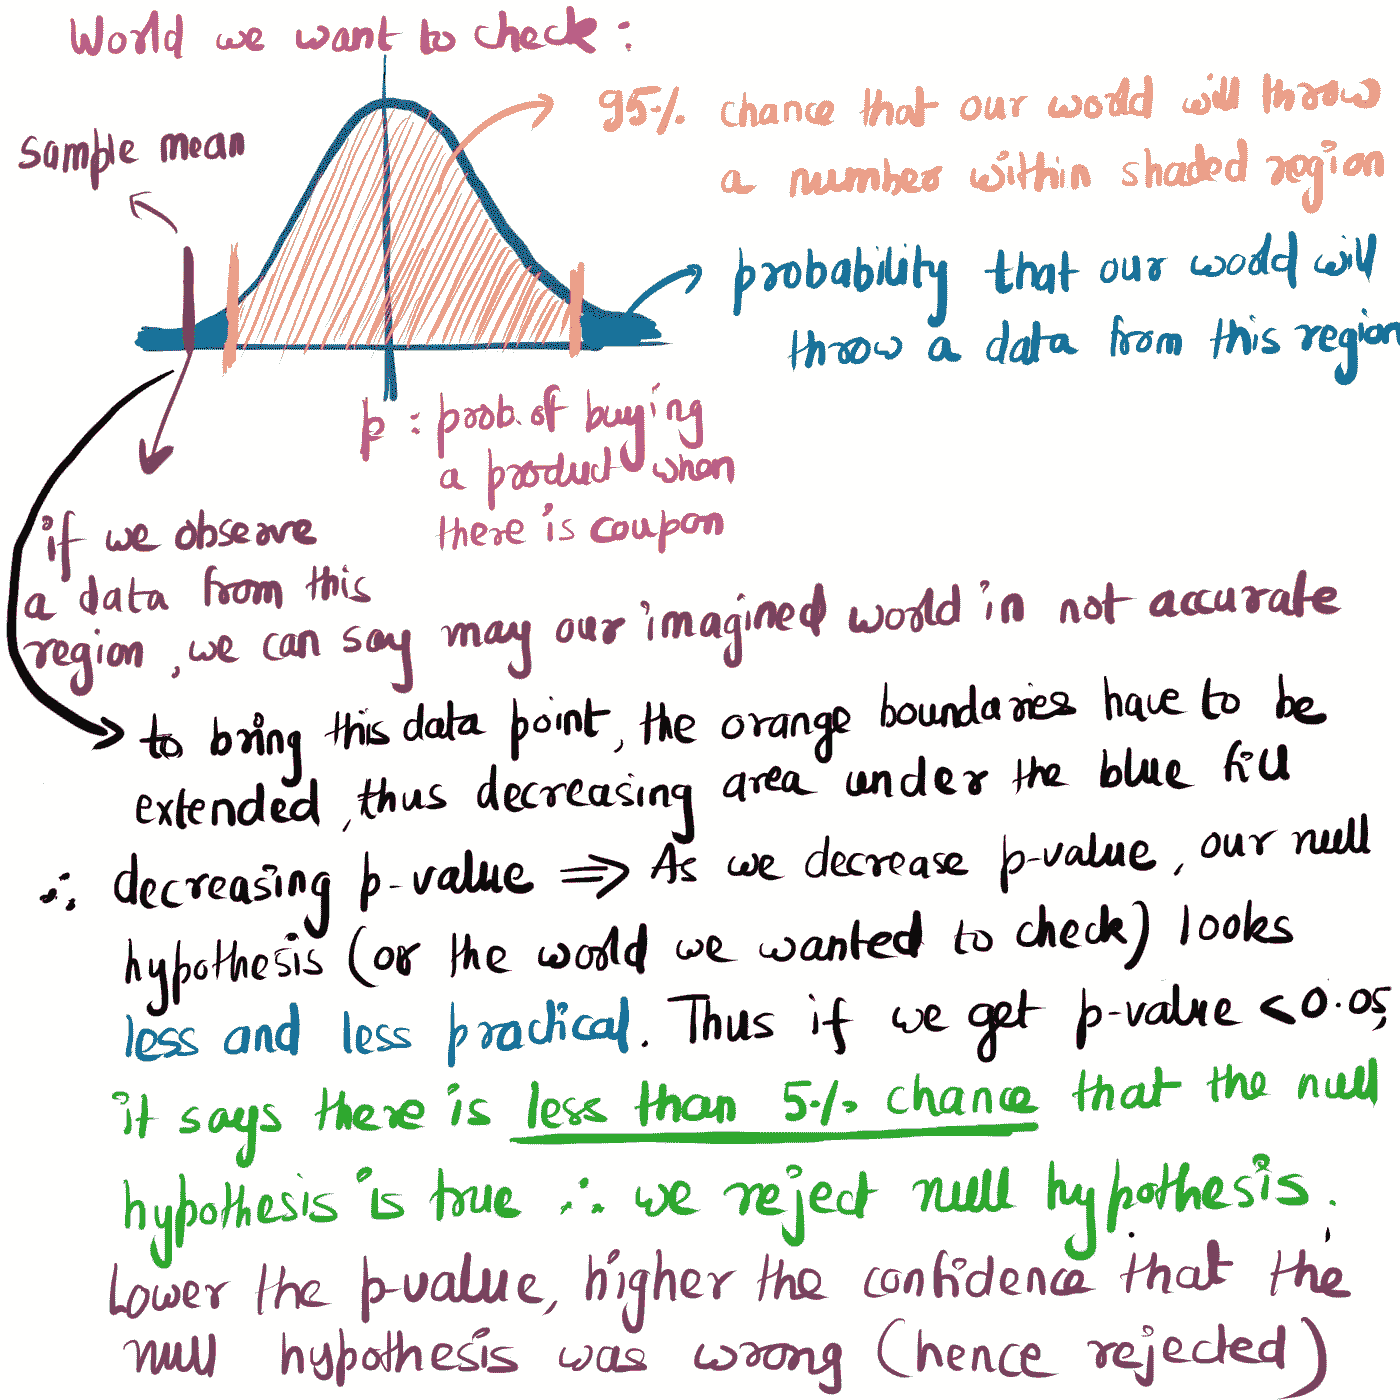 World we want to check :
sample mean
95% chance that our world will throw
a number within shaded region
probability that our world will
throw a data from this region
p : prob. of buying
a product when
there is coupon
if we observe
a data from this
region, we can say may our imagined world in not accurate
to bring this data point, the orange boundaries have to be
extended, thus decreasing area under the blue fill
∴ decreasing p-value ⇒ As we decrease p-value, our null
hypothesis (or the world we wanted to check) looks
less and less practical. Thus if we get p-value < 0.05,
it says there is less than 5% chance that the null
hypothesis is true ∴ we reject null hypothesis.
Lower the p-value, higher the confidence that the
null hypothesis was wrong (hence rejected)